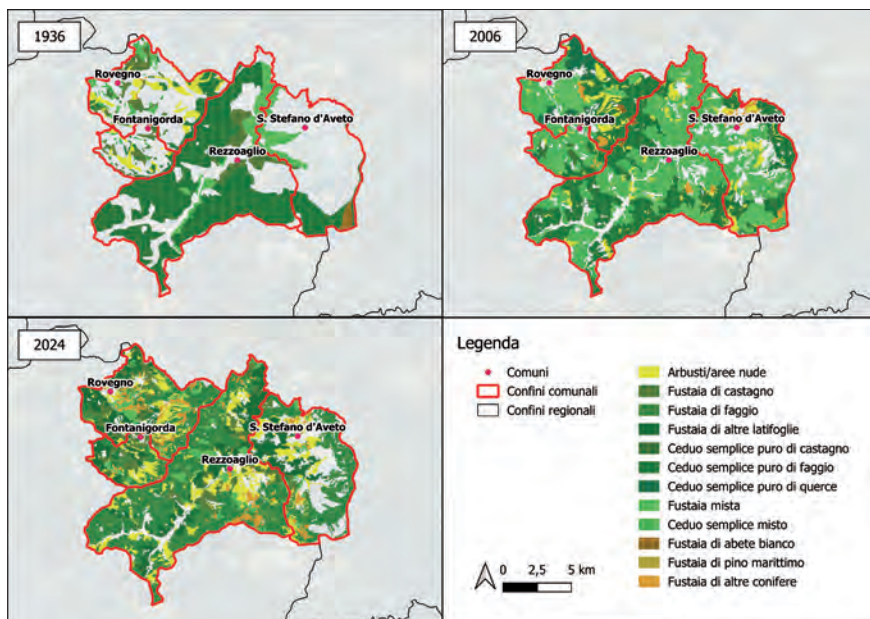 1936
Rovegno
Fontanigorda
S. Stefano d'Aveto
Rezzoaglio
2006
Rovegno
Fontanigorda
S. Stefano d'Aveto
Rezzoaglio
2024
Rovegno
Fontanigorda
S. Stefano d'Aveto
Rezzoaglio
Legenda
Comuni
Confini comunali
Confini regionali
Arbusti/aree nude
Fustaia di castagno
Fustaia di faggio
Fustaia di altre latifoglie
Ceduo semplice puro di castagno
Ceduo semplice puro di faggio
Ceduo semplice puro di querce
Fustaia mista
Ceduo semplice misto
Fustaia di abete bianco
Fustaia di pino marittimo
Fustaia di altre conifere
0 2,5 5 km